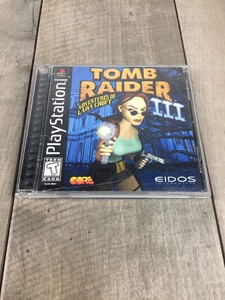 PlayStation
TOMB
RAIDER
III
ADVENTURES OF
LARA CROFT
TEEN
T
CORE
EIDOS